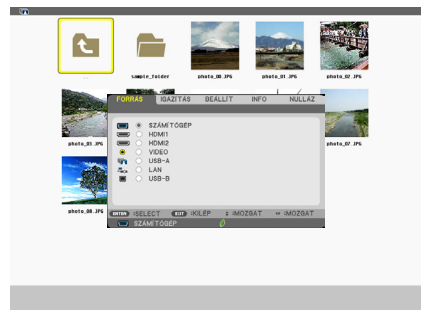 ..
sample_folder
photo_00.JPG
photo_01.JPG
photo_02.JPG
FORRÁS IGAZÍTÁS BEÁLLÍT INFO NULLÁZ
SZÁMÍTÓGÉP
HDMI1
HDMI2
VIDEO
USB-A
LAN
USB-B
photo_03.JPG
photo_07.JPG
photo_08.JPG
ENTER :SELECT EXIT :KILÉP :MOZGAT :MOZGAT
SZÁMÍTÓGÉP